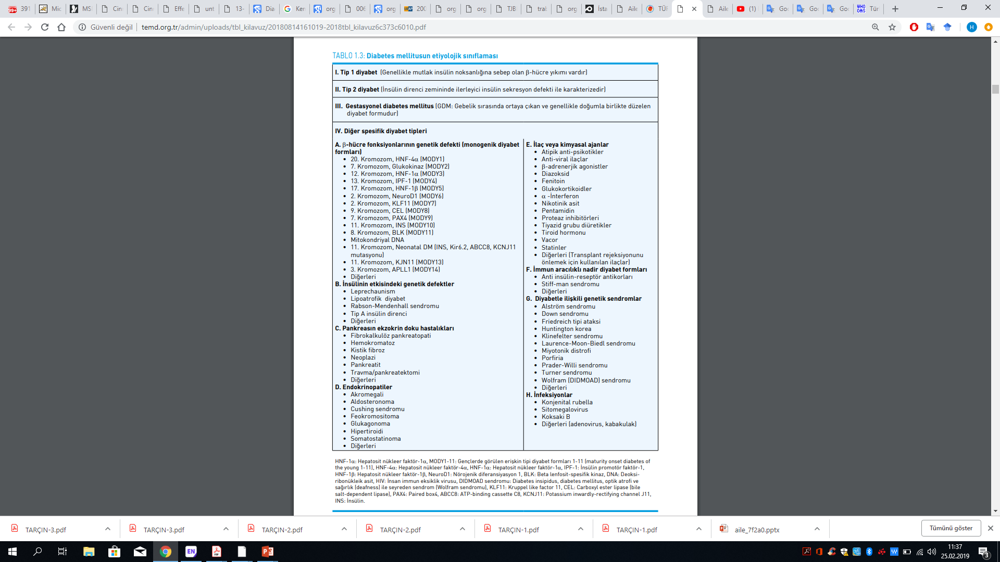 391
Mic
MS
Cin
Cin
Effe
unt
13-
Dia
Ker
org
006
org
200
org
org
TJB
tral
org
İsta
Aile
TÜF
Aile
(1)
Goo
Goo
Goo
Türl
Güvenli değil
temd.org.tr/admin/uploads/tbl_kilavuz/20180814161019-2018tbl_kilavuz6c373c6010.pdf
H
TABLO 1.3: Diabetes mellitusun etiyolojik sınıflaması
I. Tip 1 diyabet (Genellikle mutlak insülin noksanlığına sebep olan β-hücre yıkımı vardır)
II. Tip 2 diyabet (İnsülin direnci zemininde ilerleyici insülin sekresyon defekti ile karakterizedir)
III. Gestasyonel diabetes mellitus (GDM: Gebelik sırasında ortaya çıkan ve genellikle doğumla birlikte düzelen
diyabet formudur)
IV. Diğer spesifik diyabet tipleri
A. β-hücre fonksiyonlarının genetik defekti (monogenik diyabet
formları)
• 20. Kromozom, HNF-4α (MODY1)
• 7. Kromozom, Glukokinaz (MODY2)
• 12. Kromozom, HNF-1α (MODY3)
• 13. Kromozom, IPF-1 (MODY4)
• 17. Kromozom, HNF-1β (MODY5)
• 2. Kromozom, NeuroD1 (MODY6)
• 2. Kromozom, KLF11 (MODY7)
• 9. Kromozom, CEL (MODY8)
• 7. Kromozom, PAX4 (MODY9)
• 11. Kromozom, INS (MODY10)
• 8. Kromozom, BLK (MODY11)
• Mitokondriyal DNA
• 11. Kromozom, Neonatal DM (INS, Kir6.2, ABCC8, KCNJ11
mutasyonu)
• 11. Kromozom, KJN11 (MODY13)
• 3. Kromozom, APLL1 (MODY14)
• Diğerleri
B. İnsülinin etkisindeki genetik defektler
• Leprechaunism
• Lipoatrofik diyabet
• Rabson-Mendenhall sendromu
• Tip A insülin direnci
• Diğerleri
C. Pankreasın ekzokrin doku hastalıkları
• Fibrokalkulöz pankreatopati
• Hemokromatoz
• Kistik fibroz
• Neoplazi
• Pankreatit
• Travma/pankreatektomi
• Diğerleri
D. Endokrinopatiler
• Akromegali
• Aldosteronoma
• Cushing sendromu
• Feokromositoma
• Glukagonoma
• Hipertiroidi
• Somatostatinoma
• Diğerleri
E. İlaç veya kimyasal ajanlar
• Atipik anti-psikotikler
• Anti-viral ilaçlar
• β-adrenerjik agonistler
• Diazoksid
• Fenitoin
• Glukokortikoidler
• α -İnterferon
• Nikotinik asit
• Pentamidin
• Proteaz inhibitörleri
• Tiyazid grubu diüretikler
• Tiroid hormonu
• Vacor
• Statinler
• Diğerleri (Transplant rejeksiyonunu
önlemek için kullanılan ilaçlar)
F. İmmun aracılıklı nadir diyabet formları
• Anti insülin-reseptör antikorları
• Stiff-man sendromu
• Diğerleri
G. Diyabetle ilişkili genetik sendromlar
• Alström sendromu
• Down sendromu
• Friedreich tipi ataksi
• Huntington korea
• Klinefelter sendromu
• Laurence-Moon-Biedl sendromu
• Miyotonik distrofi
• Porfiria
• Prader-Willi sendromu
• Turner sendromu
• Wolfram (DIDMOAD) sendromu
• Diğerleri
H. İnfeksiyonlar
• Konjenital rubella
• Sitomegalovirus
• Koksaki B
• Diğerleri (adenovirus, kabakulak)
HNF-1α: Hepatosit nükleer faktör-1α, MODY1-11: Gençlerde görülen erişkin tipi diyabet formları 1-11 (maturity onset diabetes of
the young 1-11), HNF-4α: Hepatosit nükleer faktör-4α, HNF-1α: Hepatosit nükleer faktör-1α, IPF-1: İnsülin promotör faktör-1,
HNF-1β: Hepatosit nükleer faktör-1β, NeuroD1: Nörojenik diferansiyasyon 1, BLK: Beta lenfosit-spesifik kinaz, DNA: Deoksi-
ribonükleik asit, HIV: İnsan immun eksiklik virusu, DIDMOAD sendromu: Diabetes insipidus, diabetes mellitus, optik atrofi ve
sağırlık (deafness) ile seyreden sendrom (Wolfram sendromu), KLF11: Kruppel like factor 11, CEL: Carboxyl ester lipase (bile
salt-dependent lipase), PAX4: Paired box4, ABCC8: ATP-binding cassette C8, KCNJ11: Potassium inwardly-rectifying channel J11,
INS: İnsülin.
TARÇIN-3.pdf
TARÇIN-3.pdf
TARÇIN-2.pdf
TARÇIN-2.pdf
TARÇIN-1.pdf
TARÇIN-1.pdf
aile_7f2a0.pptx
Tümünü göster
EN
11:37
25.02.2019
3